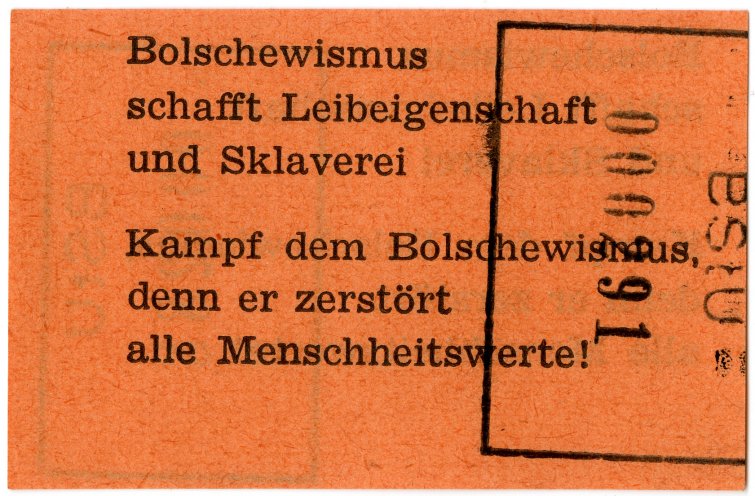 Bolschewismus
schafft Leibeigenschaft
und Sklaverei
Kampf dem Bolschewismus,
denn er zerstört
alle Menschheitswerte!